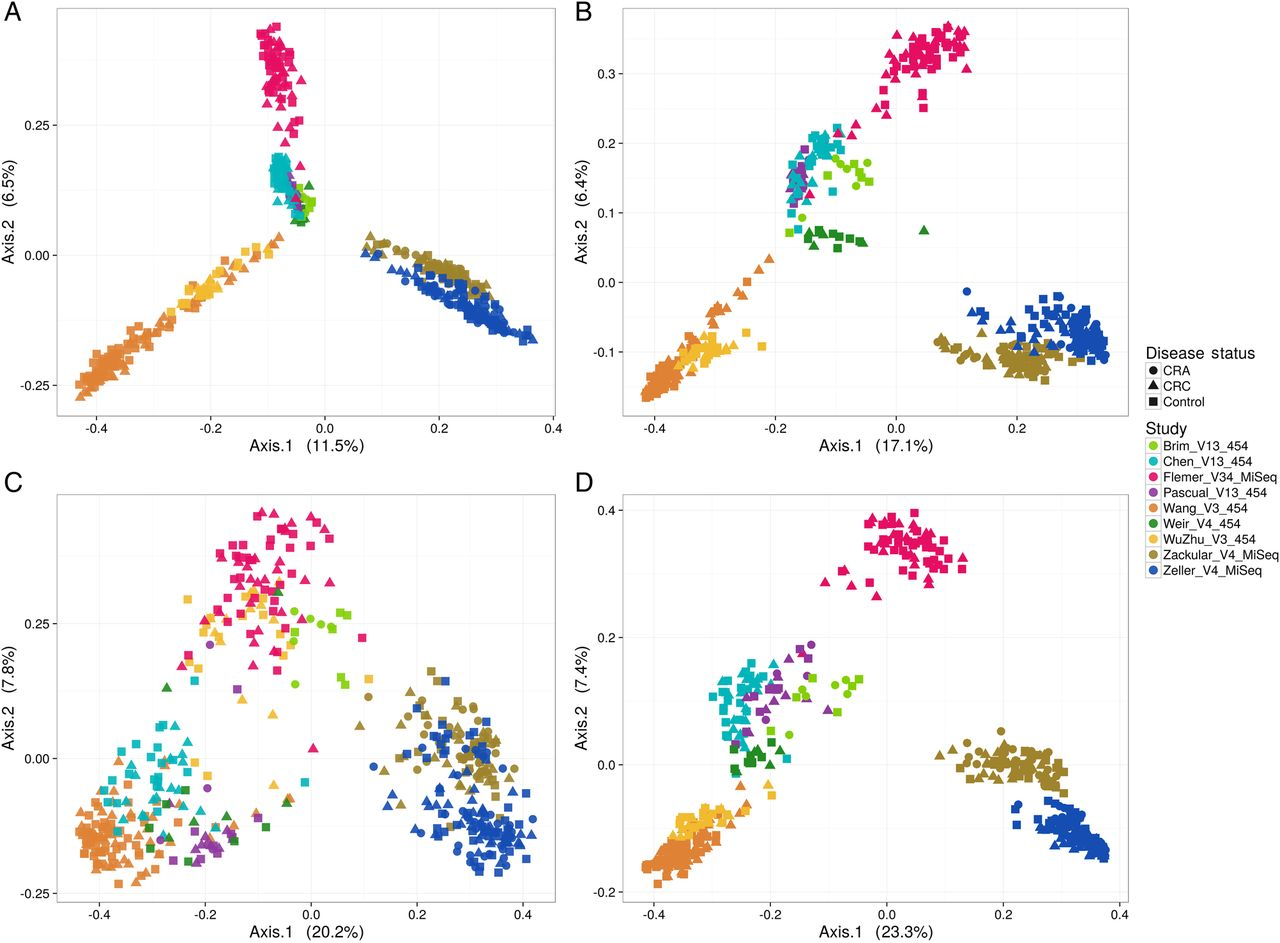 A
0.25
0.00
-0.25
Axis.2 (6.5%)
-0.4
-0.2
0.0
0.2
0.4
Axis.1 (11.5%)
B
0.3
0.2
0.1
0.0
-0.1
Axis.2 (6.4%)
-0.4
-0.2
0.0
0.2
Axis.1 (17.1%)
Disease status
CRA
CRC
Control
Study
Brim_V13_454
Chen_V13_454
Flemer_V34_MiSeq
Pascual_V13_454
Wang_V3_454
Weir_V4_454
WuZhu_V3_454
Zackular_V4_MiSeq
Zeller_V4_MiSeq
C
0.25
0.00
-0.25
Axis.2 (7.8%)
-0.4
-0.2
0.0
0.2
0.4
Axis.1 (20.2%)
D
0.4
0.2
0.0
-0.2
Axis.2 (7.4%)
-0.4
-0.2
0.0
0.2
0.4
Axis.1 (23.3%)